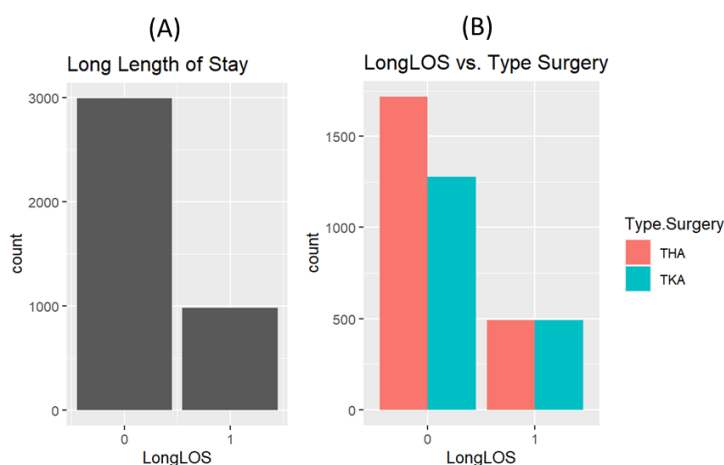 (A)
Long Length of Stay
3000
2000
1000
0
count
0 1
LongLOS
(B)
LongLOS vs. Type Surgery
1500
1000
500
0
count
0 1
LongLOS
Type.Surgery
THA
TKA